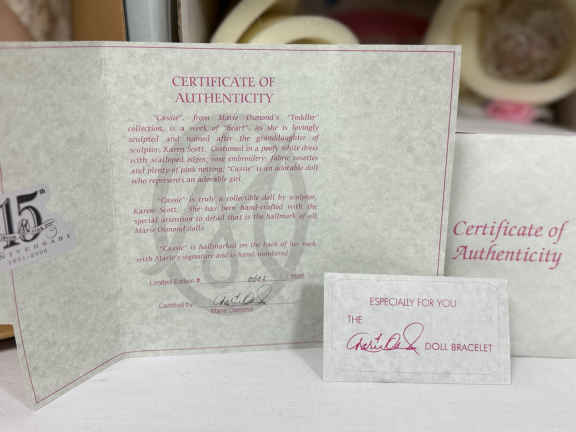 15
ANNIVERSARY
CERTIFICATE OF
AUTHENTICITY
"Cassie", from Marie Osmond's "Toddler"
collection, is a work of "heart", as she is lovingly
sculpted and named after the granddaughter of
sculptor, Karen Scott. Costumed in a poofy white dress
with scalloped edges, rose embroidery, fabric rosettes
and plenty of pink netting, "Cassie" is an adorable doll
who represents an adorable girl.
"Cassie" is truly a collectible doll by sculptor,
Karen Scott. She has been hand-crafted with the
special attention to detail that is the hallmark of all
Marie Osmond dolls.
"Cassie" is hallmarked on the back of her neck
with Marie's signature and is hand-numbered.
Limited Edition #
Certified by
Marie Osmond
Certificate of
Authenticity
ESPECIALLY FOR YOU
THE
DOLL BRACELET